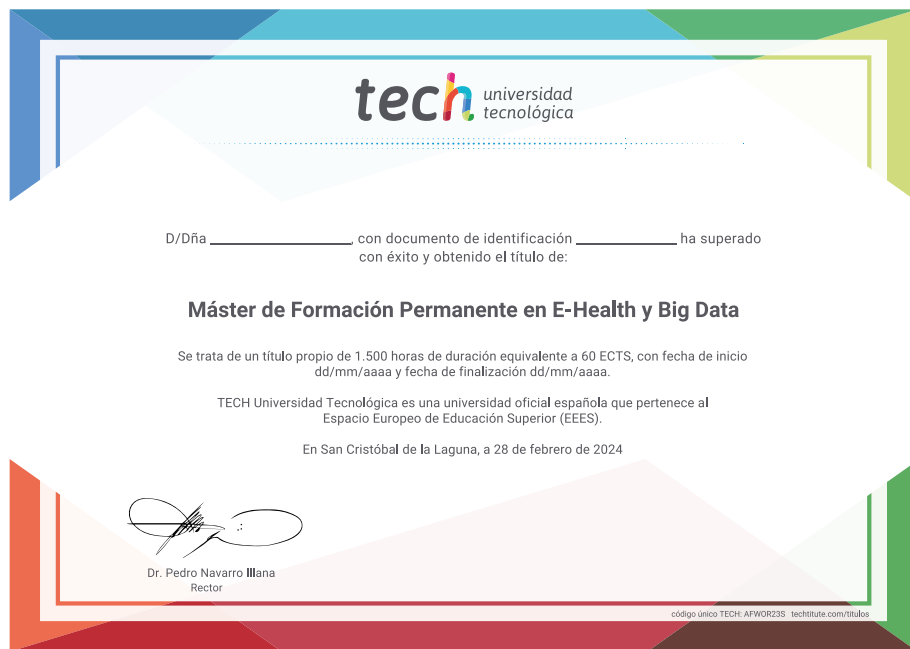 tech universidad
tecnológica
D/Dña ________________, con documento de identificación ____________ ha superado
con éxito y obtenido el título de:
Máster de Formación Permanente en E-Health y Big Data
Se trata de un título propio de 1.500 horas de duración equivalente a 60 ECTS, con fecha de inicio
dd/mm/aaaa y fecha de finalización dd/mm/aaaa.
TECH Universidad Tecnológica es una universidad oficial española que pertenece al
Espacio Europeo de Educación Superior (EEES).
En San Cristóbal de la Laguna, a 28 de febrero de 2024
Dr. Pedro Navarro Illana
Rector
código único TECH: AFWOR23S techtitute.com/titulos